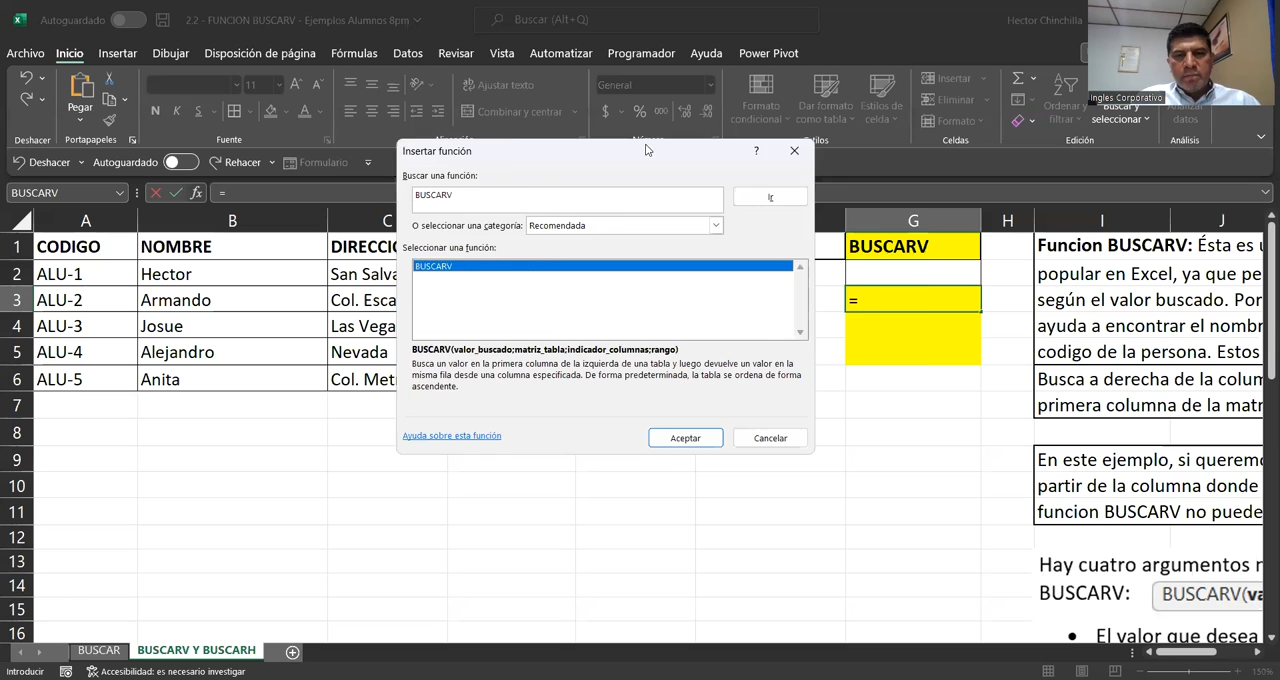 Autoguardado
2.2 - FUNCION BUSCARV - Ejemplos Alumnos 8pm
Buscar (Alt+Q)
Hector Chinchilla
Archivo Inicio Insertar Dibujar Disposición de página Fórmulas Datos Revisar Vista Automatizar Programador Ayuda Power Pivot
Ingles Corporativo
Pegar
11
N K S
Ajustar texto
Combinar y centrar
General
$ % 000
Formato condicional
Dar formato como tabla
Estilos de celda
Insertar
Eliminar
Formato
Ordenar y filtrar
Buscar y seleccionar
Analizar datos
Deshacer Portapapeles Fuente Estilos Celdas Edición Análisis
Deshacer Autoguardado Rehacer Formulario
BUSCARV
fx
=
A B C G H I J
1 CODIGO NOMBRE BUSCARV Funcion BUSCARV: Ésta es
2 ALU-1 Hector San Salva popular en Excel, ya que pe
3 ALU-2 Armando Col. Esca = según el valor buscado. Por
4 ALU-3 Josue Las Vega ayuda a encontrar el nombr
5 ALU-4 Alejandro Nevada codigo de la persona. Estos
6 ALU-5 Anita Col. Met Busca a derecha de la colum
7 primera columna de la matr
8
9 En este ejemplo, si querem
10 partir de la columna donde
11 funcion BUSCARV no puede
12
13 Hay cuatro argumentos
14 BUSCARV: BUSCARV(va
15
16 • El valor que desea
Insertar función
?
Buscar una función:
BUSCARV
Ir
O seleccionar una categoría: Recomendada
Seleccionar una función:
BUSCARV
BUSCARV(valor_buscado;matriz_tabla;indicador_columnas;rango)
Busca un valor en la primera columna de la izquierda de una tabla y luego devuelve un valor en la
misma fila desde una columna especificada. De forma predeterminada, la tabla se ordena de forma
ascendente.
Ayuda sobre esta función
Aceptar
Cancelar
BUSCAR BUSCARV Y BUSCARH
Introducir Accesibilidad: es necesario investigar
150%